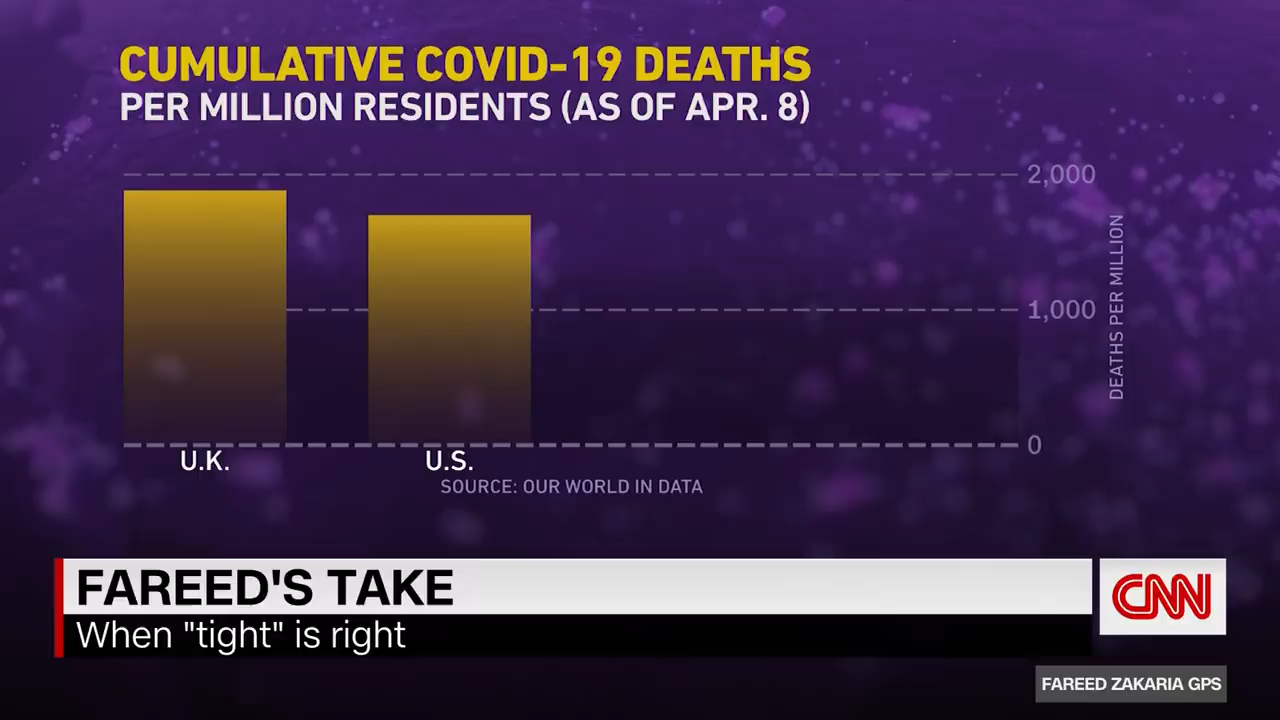 CUMULATIVE COVID-19 DEATHS
PER MILLION RESIDENTS (AS OF APR. 8)
2,000
1,000
0
DEATHS PER MILLION
U.K.
U.S.
SOURCE: OUR WORLD IN DATA
FAREED'S TAKE
When "tight" is right
CNN
FAREED ZAKARIA GPS